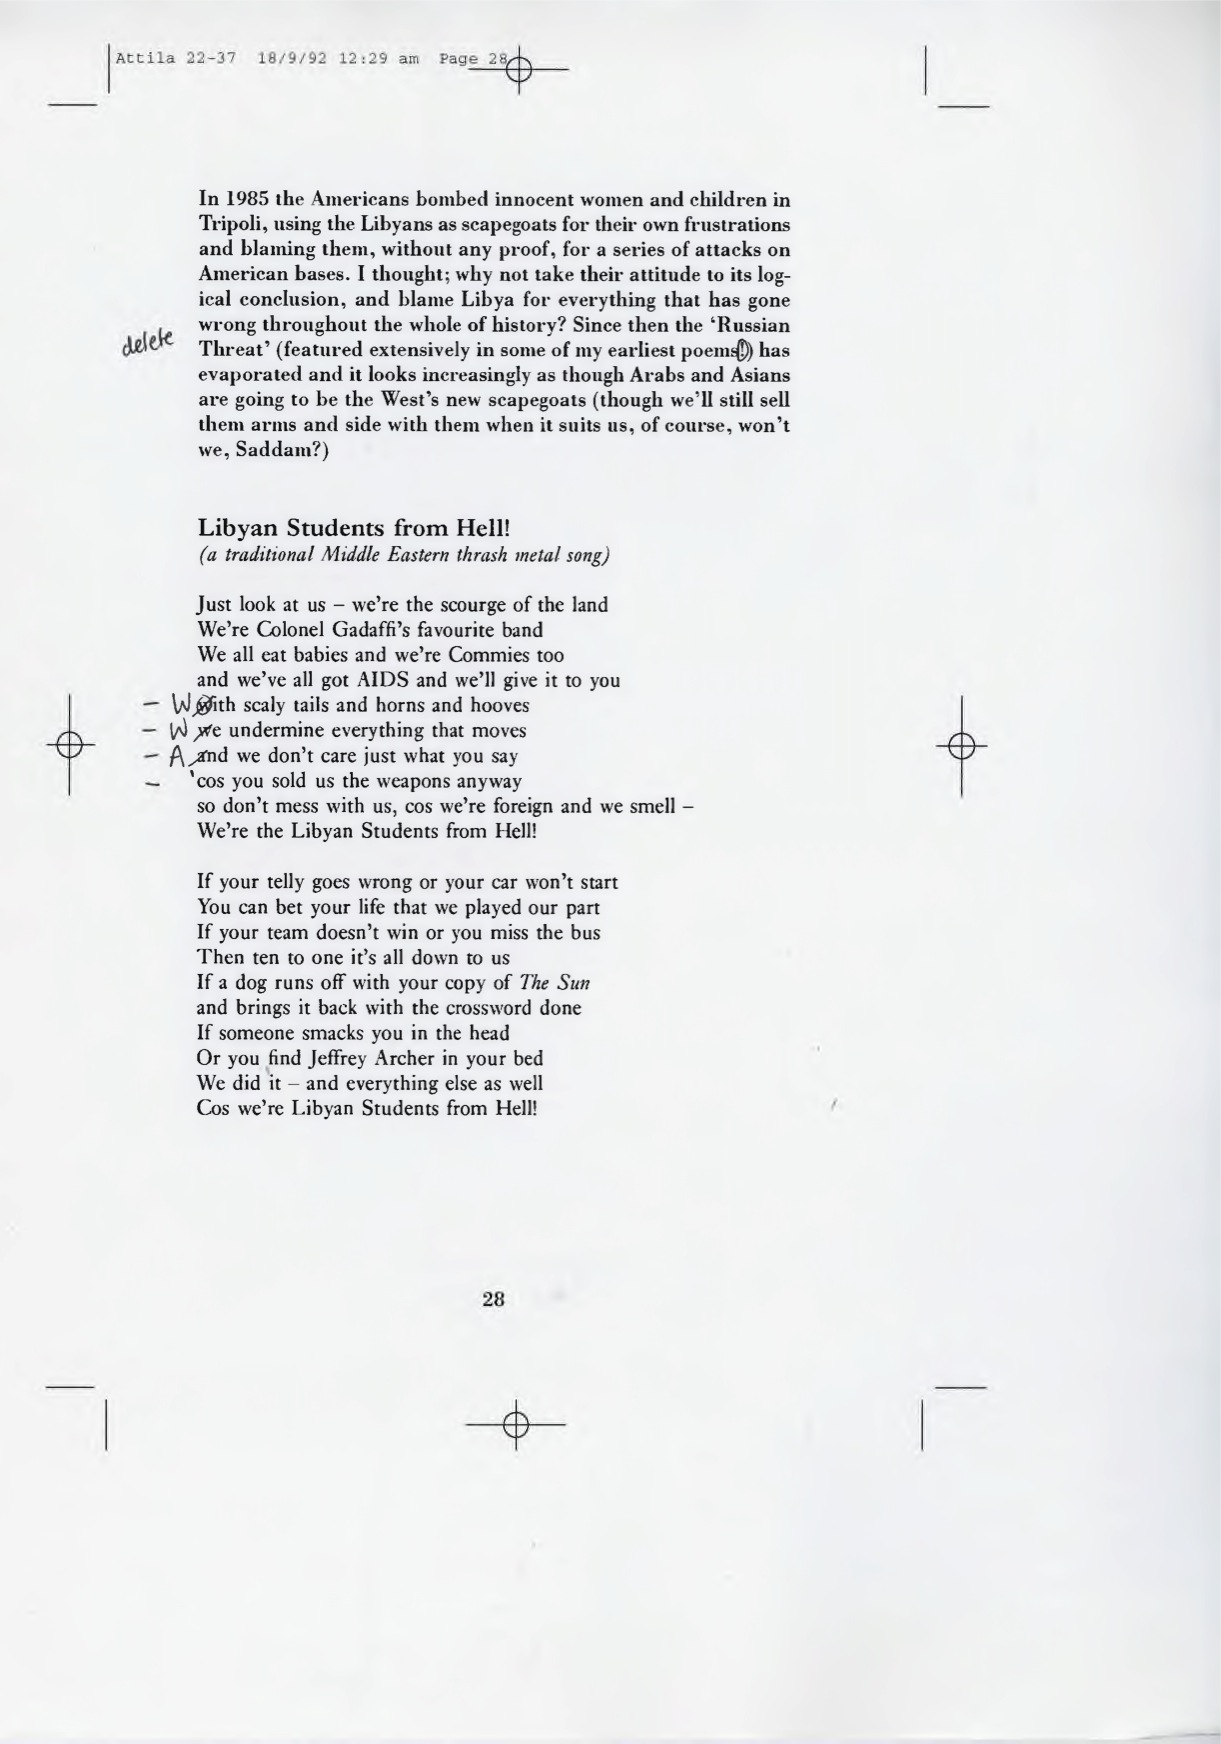 Attila 22-37 18/9/92 12:29 am Page 28
In 1985 the Americans bombed innocent women and children in
Tripoli, using the Libyans as scapegoats for their own frustrations
and blaming them, without any proof, for a series of attacks on
American bases. I thought; why not take their attitude to its log-
ical conclusion, and blame Libya for everything that has gone
wrong throughout the whole of history? Since then the ‘Russian
delete Threat’ (featured extensively in some of my earliest poems!) has
evaporated and it looks increasingly as though Arabs and Asians
are going to be the West’s new scapegoats (though we’ll still sell
them arms and side with them when it suits us, of course, won’t
we, Saddam?)
Libyan Students from Hell!
(a traditional Middle Eastern thrash metal song)
Just look at us – we’re the scourge of the land
We’re Colonel Gadaffi’s favourite band
We all eat babies and we’re Commies too
and we’ve all got AIDS and we’ll give it to you
– W with scaly tails and horns and hooves
– W we undermine everything that moves
– A and we don’t care just what you say
– 'cos you sold us the weapons anyway
so don’t mess with us, cos we’re foreign and we smell –
We’re the Libyan Students from Hell!
If your telly goes wrong or your car won’t start
You can bet your life that we played our part
If your team doesn’t win or you miss the bus
Then ten to one it’s all down to us
If a dog runs off with your copy of The Sun
and brings it back with the crossword done
If someone smacks you in the head
Or you find Jeffrey Archer in your bed
We did it – and everything else as well
Cos we’re Libyan Students from Hell!
28